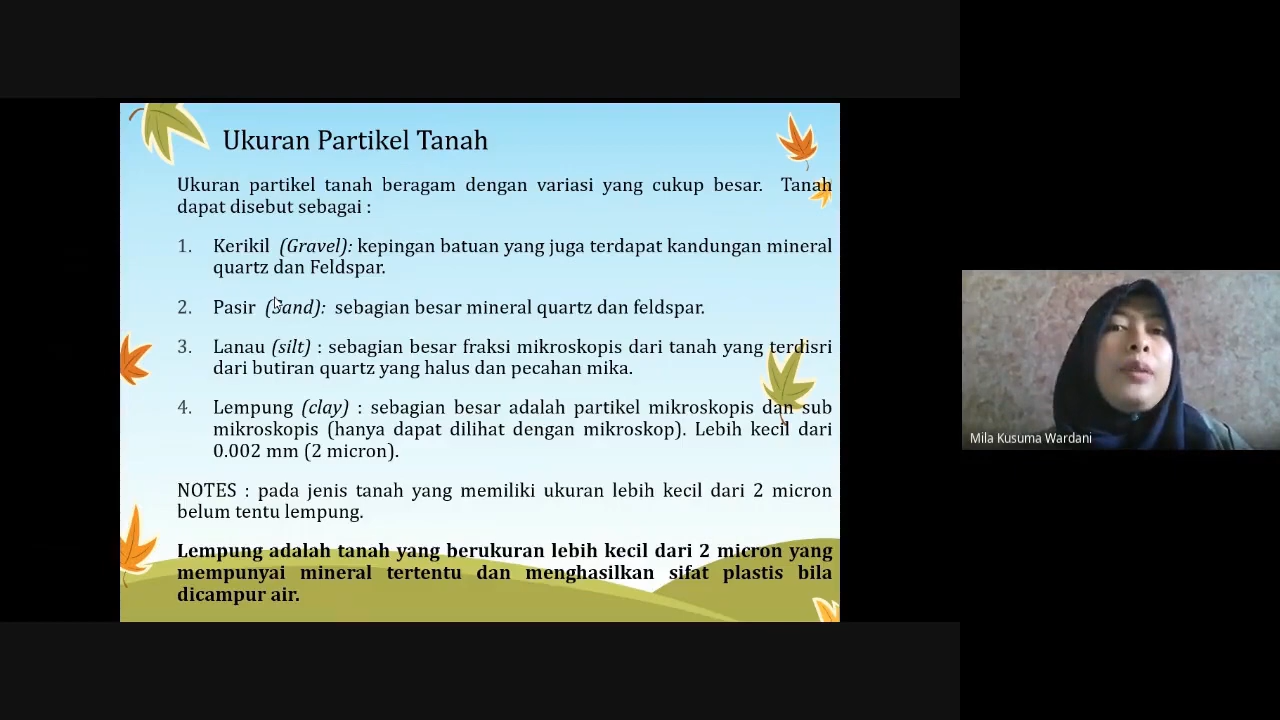 Ukuran Partikel Tanah
Ukuran partikel tanah beragam dengan variasi yang cukup besar. Tanah
dapat disebut sebagai :
1. Kerikil (Gravel): kepingan batuan yang juga terdapat kandungan mineral
quartz dan Feldspar.
2. Pasir (Sand): sebagian besar mineral quartz dan feldspar.
3. Lanau (silt) : sebagian besar fraksi mikroskopis dari tanah yang terdisri
dari butiran quartz yang halus dan pecahan mika.
4. Lempung (clay) : sebagian besar adalah partikel mikroskopis dan sub
mikroskopis (hanya dapat dilihat dengan mikroskop). Lebih kecil dari
0.002 mm (2 micron).
NOTES : pada jenis tanah yang memiliki ukuran lebih kecil dari 2 micron
belum tentu lempung.
Lempung adalah tanah yang berukuran lebih kecil dari 2 micron yang
mempunyai mineral tertentu dan menghasilkan sifat plastis bila
dicampur air.
Mila Kusuma Wardani